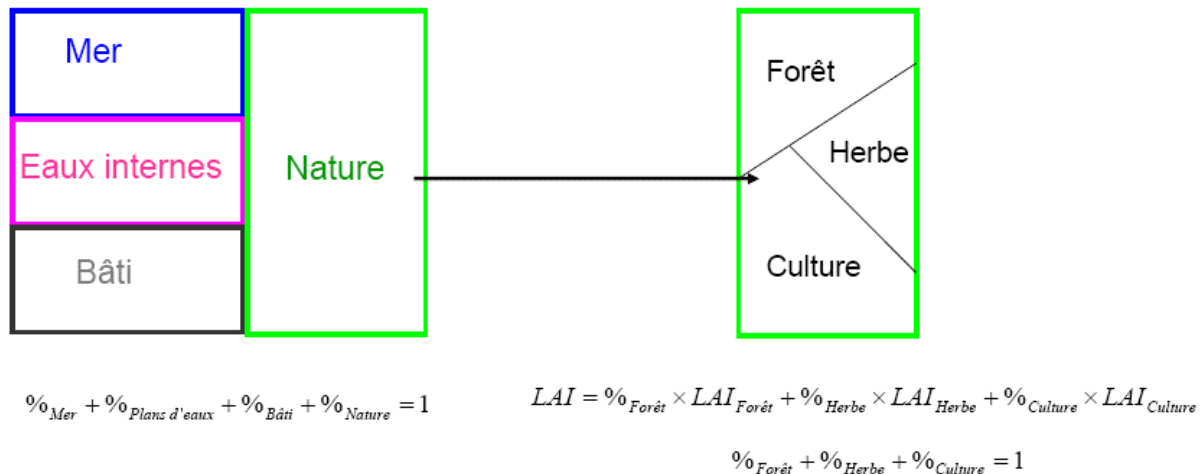 Mer
Eaux internes
Bâti
Nature
Forêt
Herbe
Culture
%Mer + %Plans d'eaux + %Bâti + %Nature = 1
LAI = %Forêt × LAIForêt + %Herbe × LAIHerbe + %Culture × LAICulture
%Forêt + %Herbe + %Culture = 1